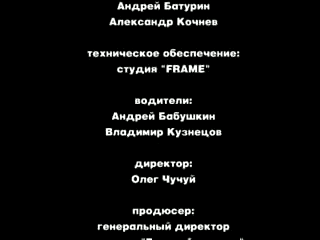 Андрей Батурин
Александр Кочнев
техническое обеспечение:
студия "FRAME"
водители:
Андрей Бабушкин
Владимир Кузнецов
директор:
Олег Чучуй
продюсер:
генеральный директор